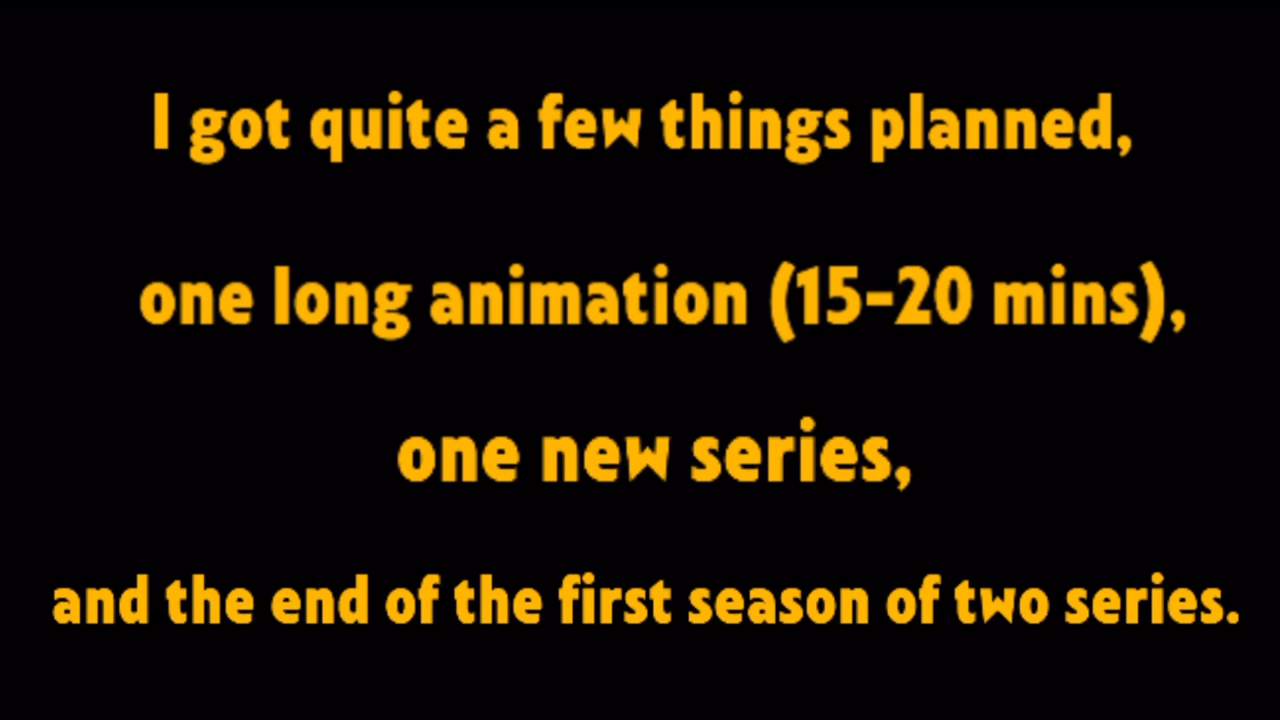 I got quite a few things planned,
one long animation (15-20 mins),
one new series,
and the end of the first season of two series.